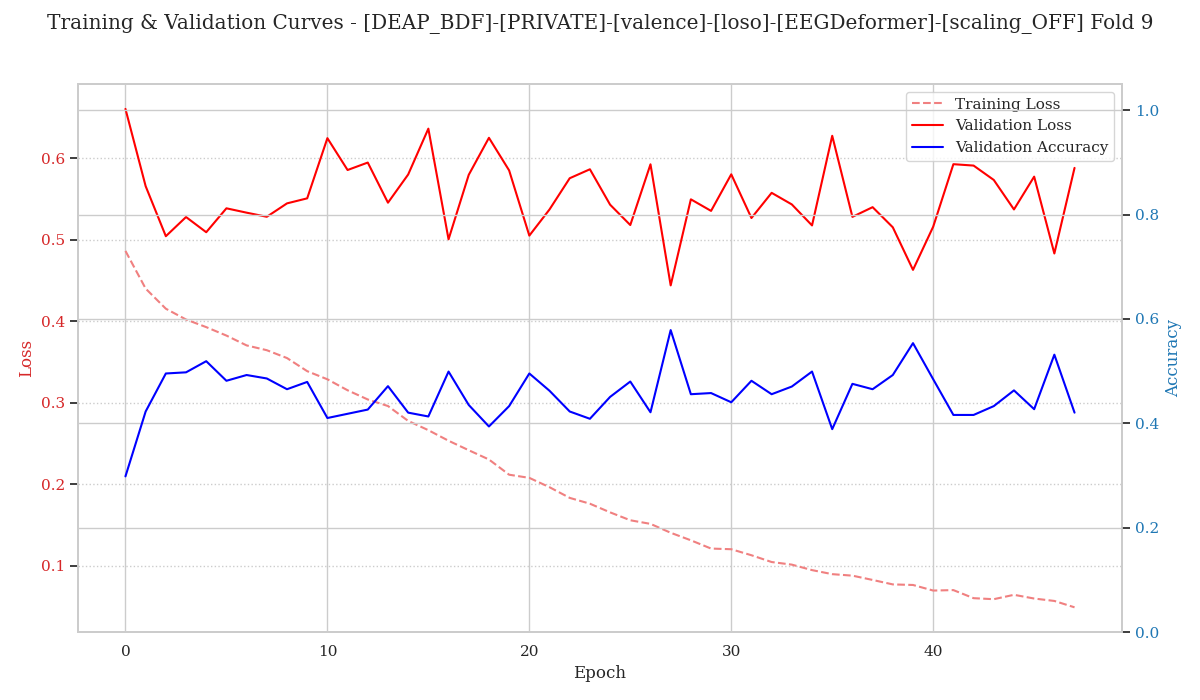 Training & Validation Curves - [DEAP_BDF]-[PRIVATE]-[valence]-[loso]-[EEGDeformer]-[scaling_OFF] Fold 9
Training Loss
Validation Loss
Validation Accuracy
Loss
0.6
0.5
0.4
0.3
0.2
0.1
1.0
0.8
0.6
0.4
0.2
0.0
Accuracy
0
10
20
30
40
Epoch